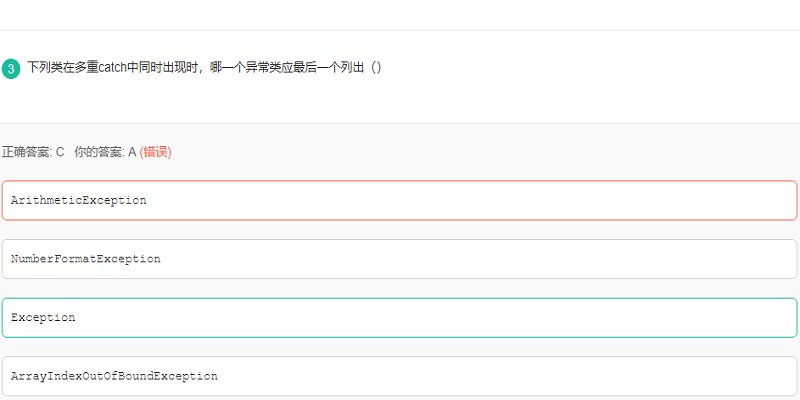 3 下列类在多重catch中同时出现时，哪一个异常类应最后一个列出（）
正确答案: C 你的答案: A (错误)
ArithmeticException
NumberFormatException
Exception
ArrayIndexOutOfBoundException